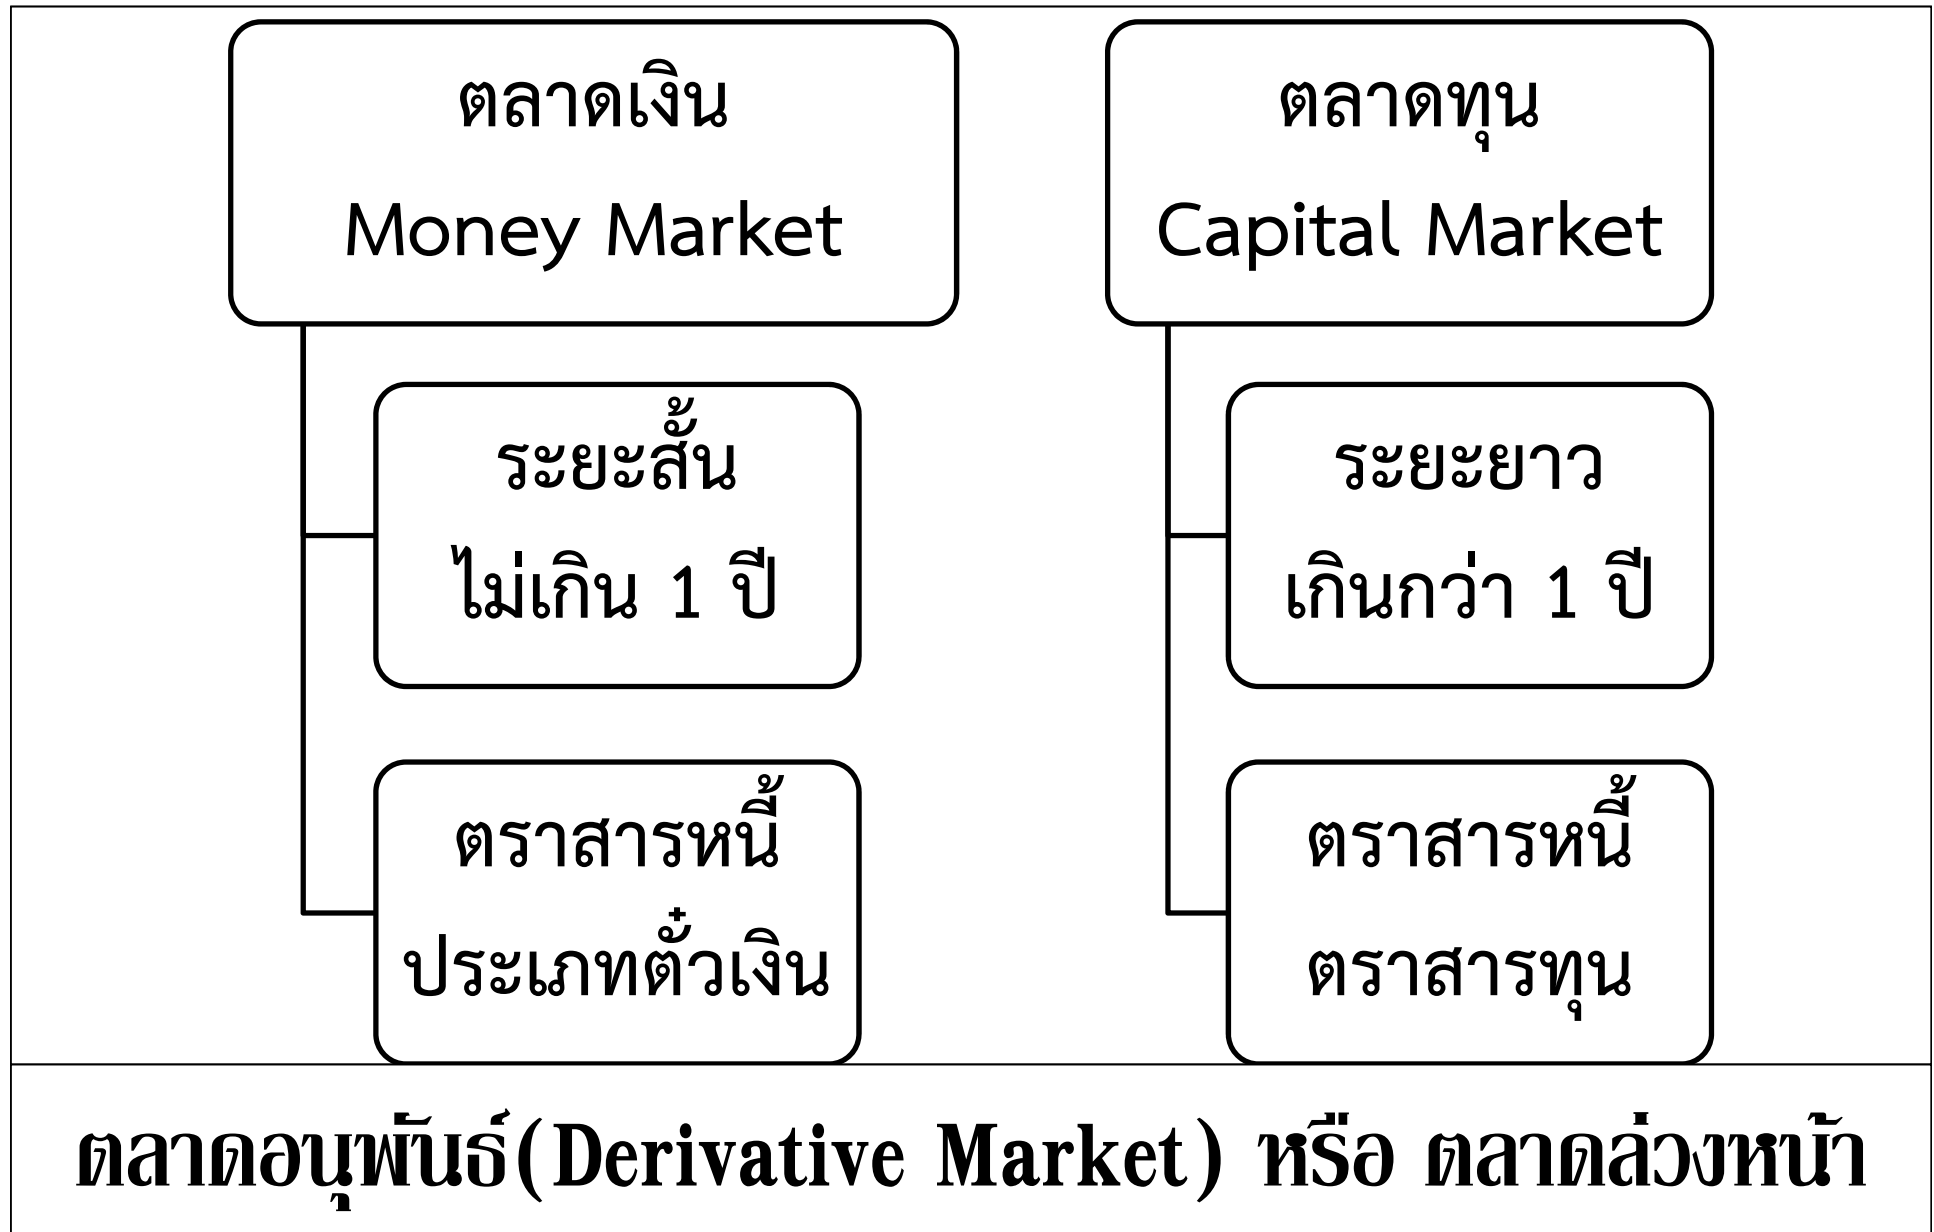 ตลาดเงิน
Money Market
ระยะสั้น
ไม่เกิน 1 ปี
ตราสารหนี้
ประเภทตั๋วเงิน
ตลาดทุน
Capital Market
ระยะยาว
เกินกว่า 1 ปี
ตราสารหนี้
ตราสารทุน
ตลาดอนุพันธ์(Derivative Market) หรือ ตลาดล่วงหน้า